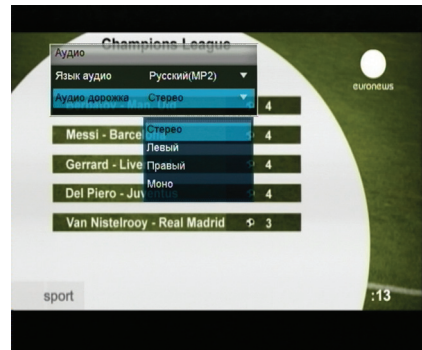 Champions League
Аудио
Язык аудио Русский(MP2)
Аудио дорожка Стерео
4
euronews
Стерео
Messi - Barce 4
Левый
Gerrard - Live 4
Правый
Моно
Del Piero - Juventus 4
Van Nistelrooy - Real Madrid 3
sport
:13